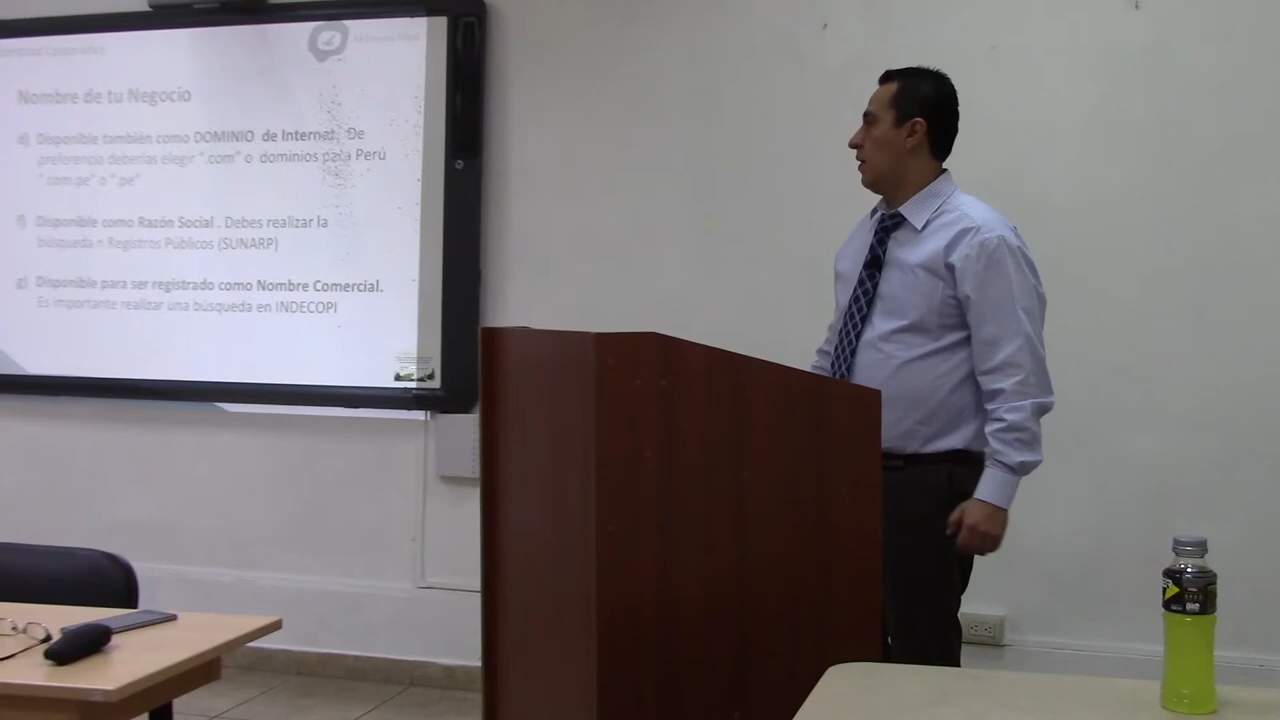 Nombre de tu Negocio
d) Disponible también como DOMINIO de Internet. De
preferencia deberías elegir ".com" o dominios para Perú
".com.pe" o ".pe"
f) Disponible como Razón Social . Debes realizar la
búsqueda n Registros Públicos (SUNARP)
g) Disponible para ser registrado como Nombre Comercial.
Es importante realizar una búsqueda en INDECOPI